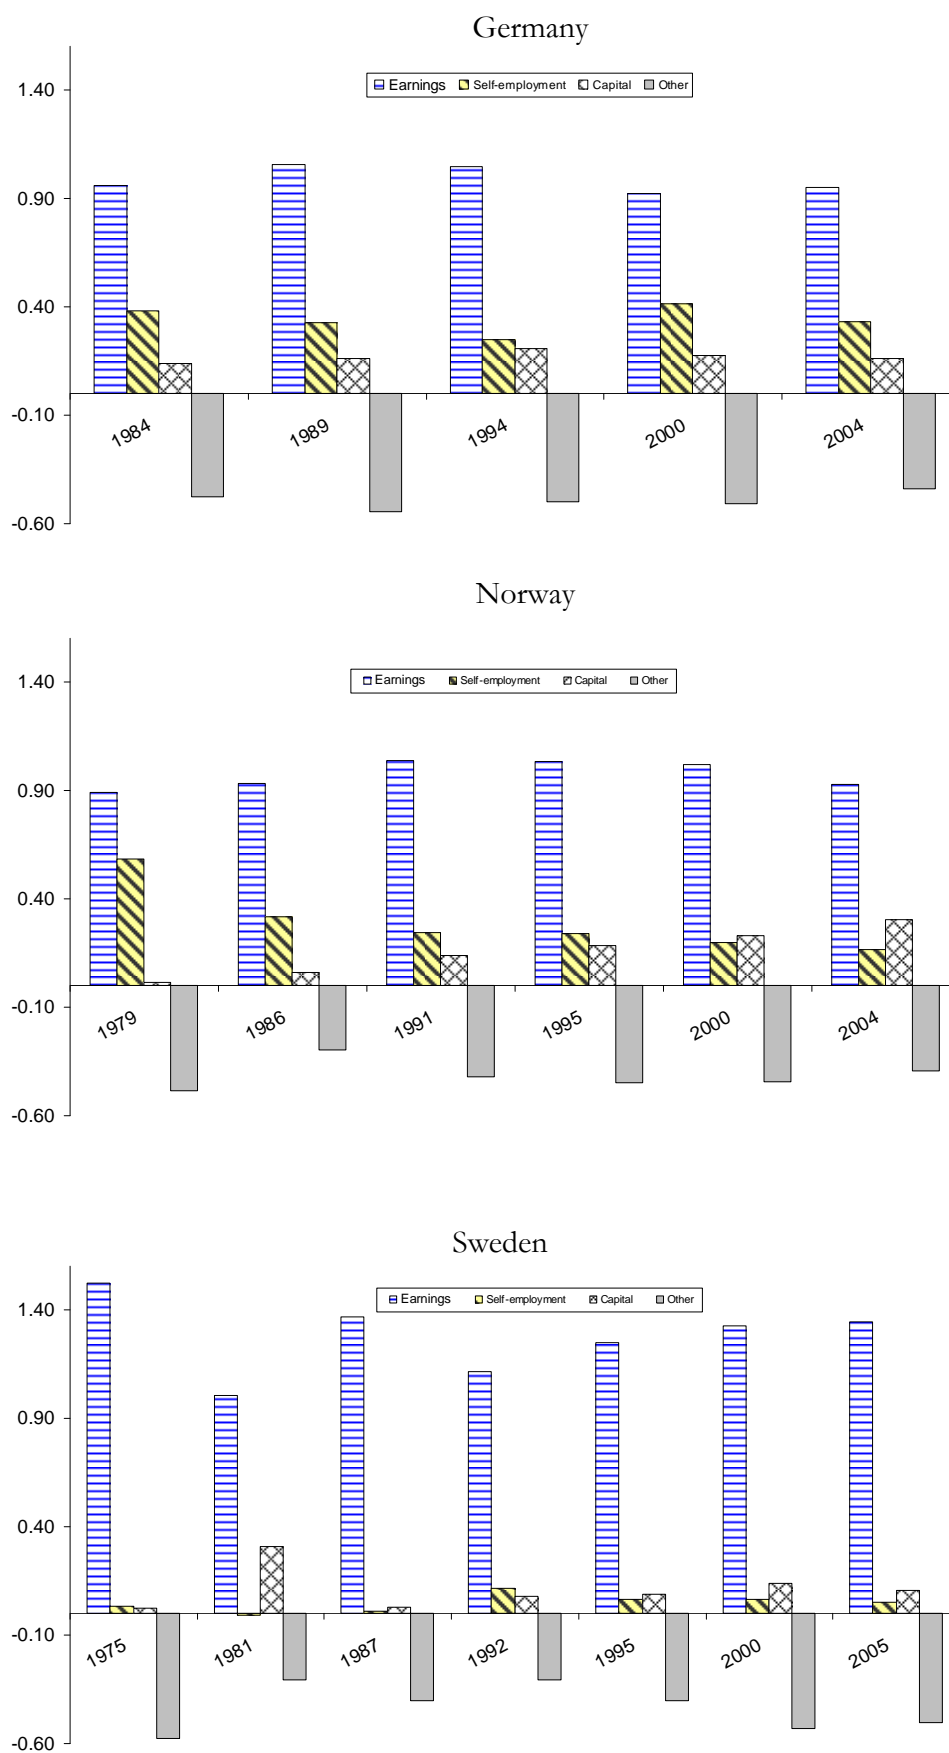 Germany
Earnings Self-employment Capital Other
1.40
0.90
0.40
-0.10
-0.60
1984 1989 1994 2000 2004
Norway
Earnings Self-employment Capital Other
1.40
0.90
0.40
-0.10
-0.60
1979 1986 1991 1995 2000 2004
Sweden
Earnings Self-employment Capital Other
1.40
0.90
0.40
-0.10
-0.60
1975 1981 1987 1992 1995 2000 2005